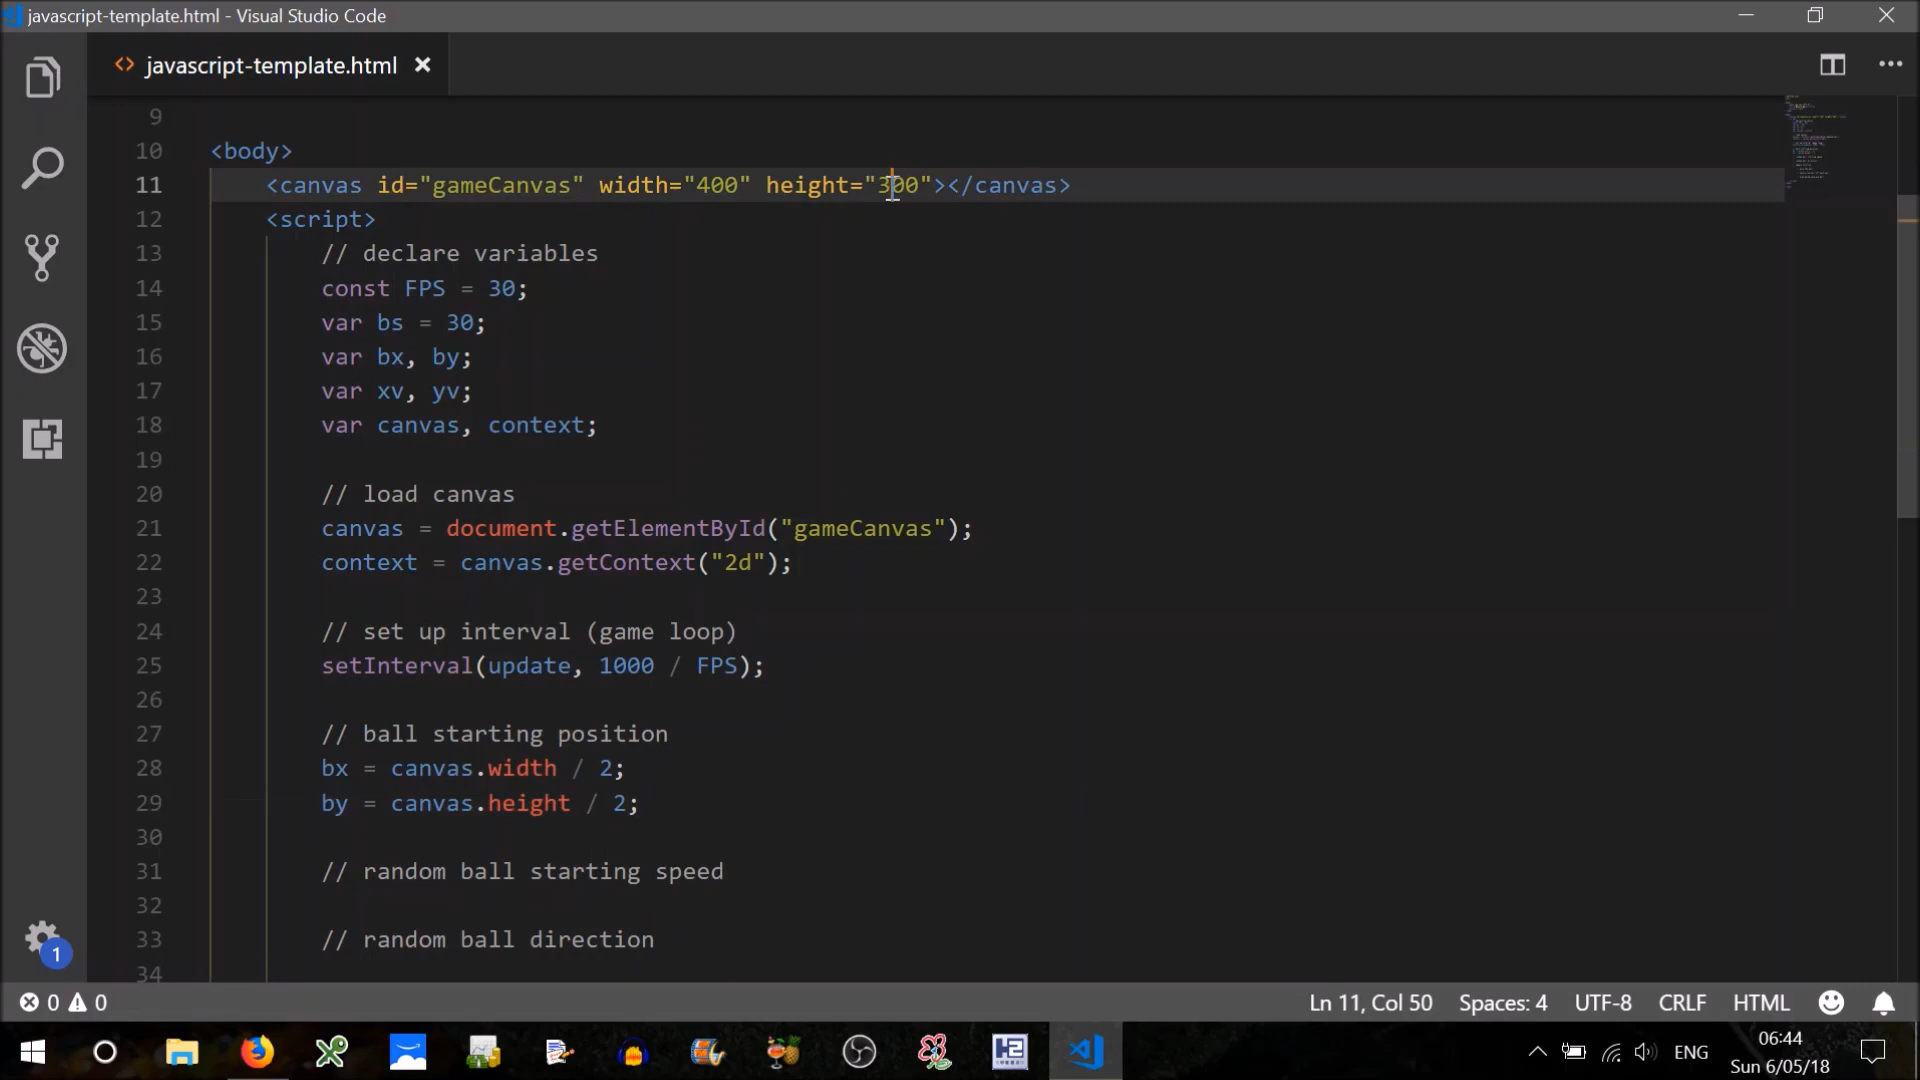 javascript-template.html - Visual Studio Code
javascript-template.html
9
10 <body>
11 <canvas id="gameCanvas" width="400" height="300"></canvas>
12 <script>
13 // declare variables
14 const FPS = 30;
15 var bs = 30;
16 var bx, by;
17 var xv, yv;
18 var canvas, context;
19
20 // load canvas
21 canvas = document.getElementById("gameCanvas");
22 context = canvas.getContext("2d");
23
24 // set up interval (game loop)
25 setInterval(update, 1000 / FPS);
26
27 // ball starting position
28 bx = canvas.width / 2;
29 by = canvas.height / 2;
30
31 // random ball starting speed
32
33 // random ball direction
34
1
0 0 Ln 11, Col 50 Spaces: 4 UTF-8 CRLF HTML
ENG
06:44
Sun 6/05/18